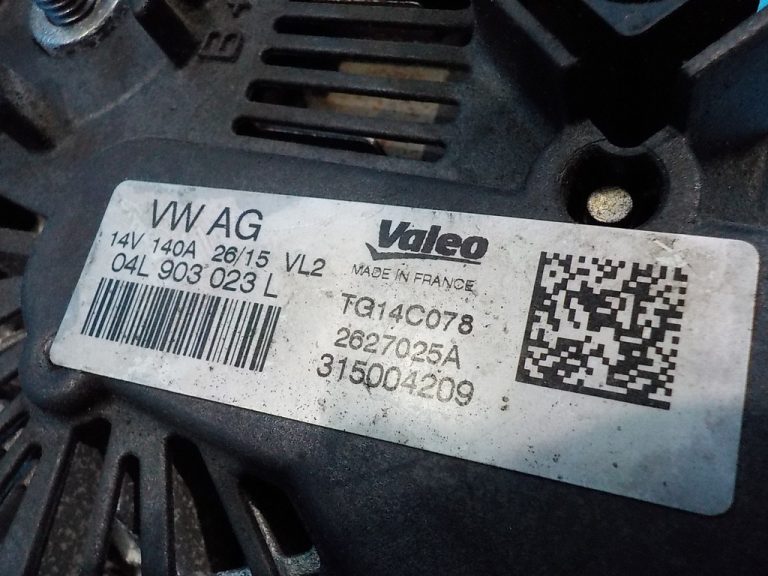 B+
VW AG
14V 140A 26/15 VL2
04L 903 023 L
Valeo
MADE IN FRANCE
TG14C078
2627025A
315004209